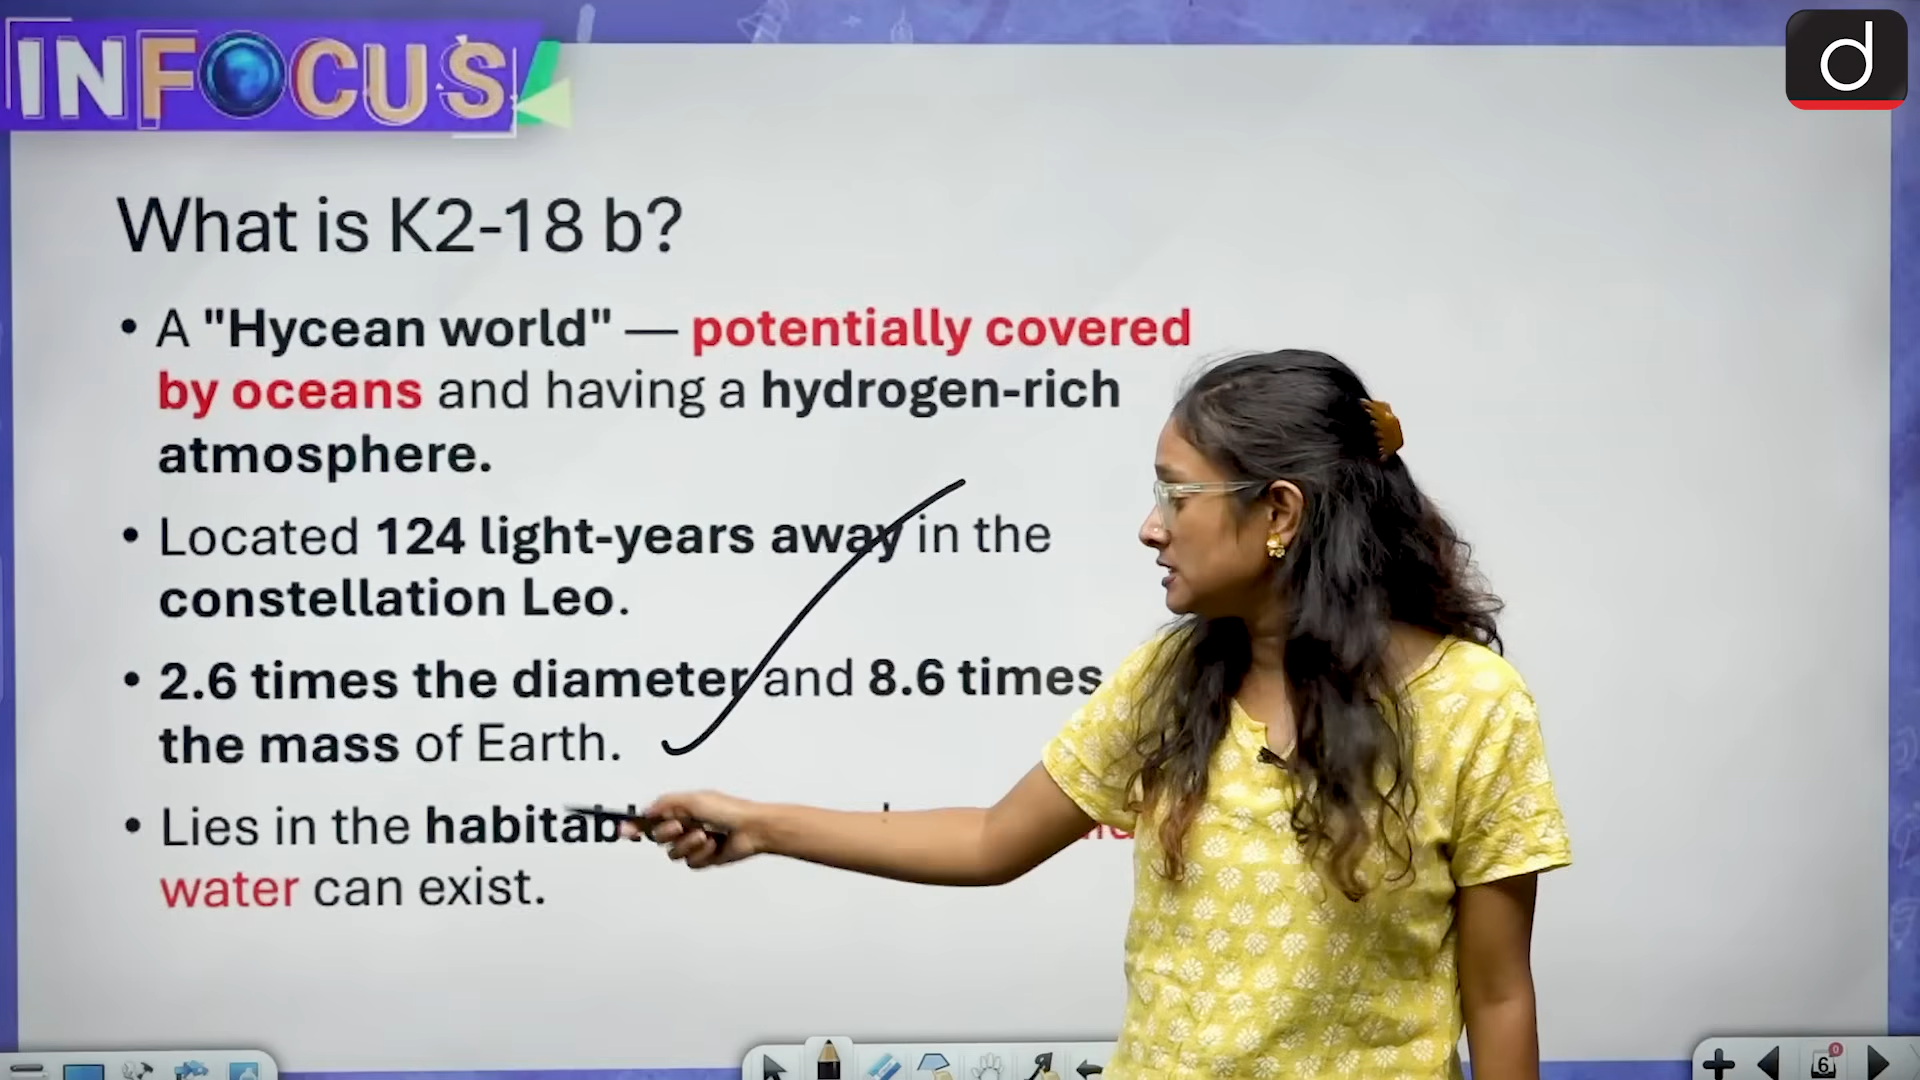 INFOCUS
d
What is K2-18 b?
• A "Hycean world" — potentially covered
by oceans and having a hydrogen-rich
atmosphere.
• Located 124 light-years away in the
constellation Leo.
• 2.6 times the diameter and 8.6 times
the mass of Earth.
• Lies in the
water can exist.
6
0